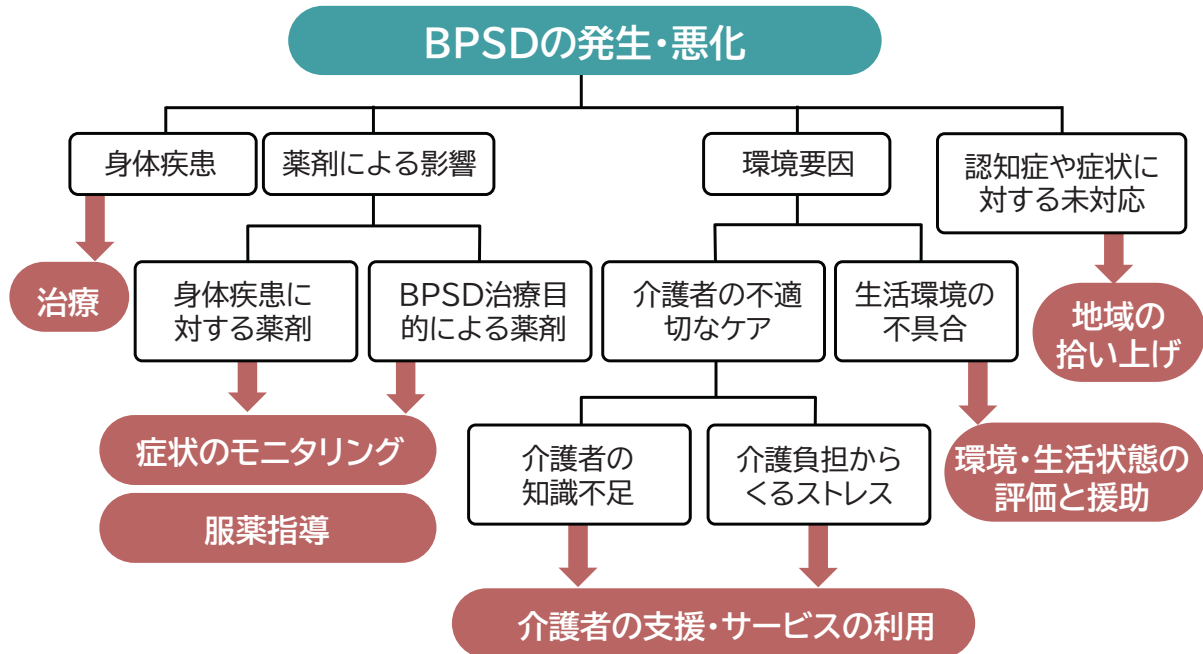 BPSDの発生・悪化
身体疾患
薬剤による影響
環境要因
認知症や症状に
対する未対応
治療
身体疾患に
対する薬剤
BPSD治療目
的による薬剤
介護者の不適
切なケア
生活環境の
不具合
地域の
拾い上げ
症状のモニタリング
服薬指導
介護者の
知識不足
介護負担から
くるストレス
環境・生活状態の
評価と援助
介護者の支援・サービスの利用